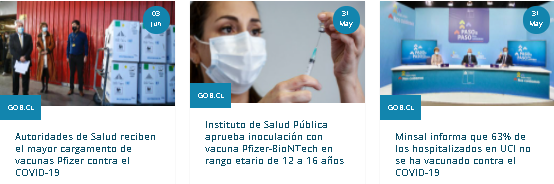 03
Jun
GOB.CL
Autoridades de Salud reciben
el mayor cargamento de
vacunas Pfizer contra el
COVID-19
31
May
GOB.CL
Instituto de Salud Pública
aprueba inoculación con
vacuna Pfizer-BioNTech en
rango etario de 12 a 16 años
31
May
PASO a
PASO
GOB.CL
Minsal informa que 63% de
los hospitalizados en UCI no
se ha vacunado contra el
COVID-19